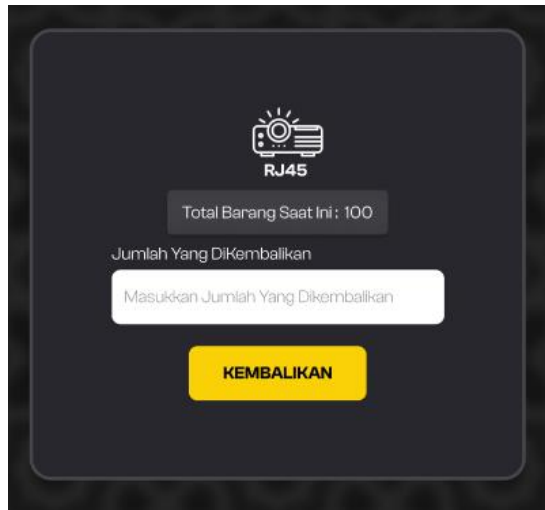 RJ45
Total Barang Saat Ini : 100
Jumlah Yang DiKembalikan
Masukkan Jumlah Yang Dikembalikan
KEMBALIKAN